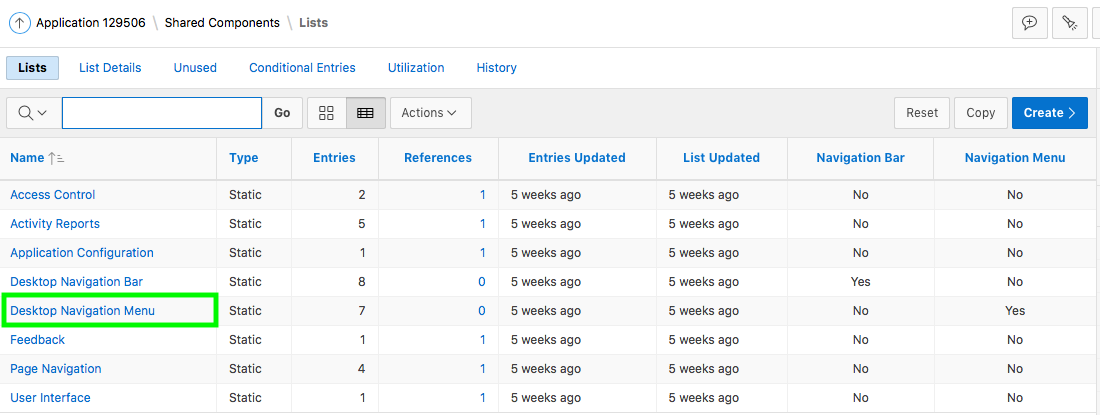 Application 129506 \ Shared Components \ Lists
Lists List Details Unused Conditional Entries Utilization History
Go Actions Reset Copy Create
Name Type Entries References Entries Updated List Updated Navigation Bar Navigation Menu
Access Control Static 2 1 5 weeks ago 5 weeks ago No No
Activity Reports Static 5 1 5 weeks ago 5 weeks ago No No
Application Configuration Static 1 1 5 weeks ago 5 weeks ago No No
Desktop Navigation Bar Static 8 0 5 weeks ago 5 weeks ago Yes No
Desktop Navigation Menu Static 7 0 5 weeks ago 5 weeks ago No Yes
Feedback Static 1 1 5 weeks ago 5 weeks ago No No
Page Navigation Static 4 1 5 weeks ago 5 weeks ago No No
User Interface Static 1 1 5 weeks ago 5 weeks ago No No